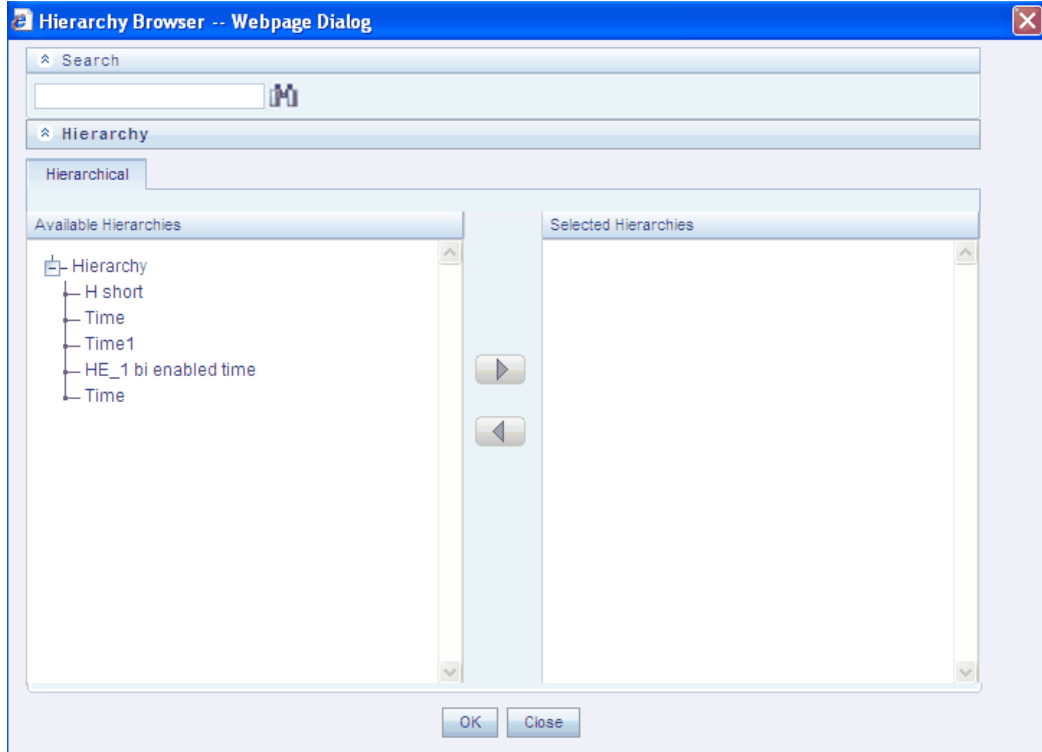 Hierarchy Browser -- Webpage Dialog
Search
Hierarchy
Hierarchical
Available Hierarchies
Selected Hierarchies
Hierarchy
H short
Time
Time1
HE_1 bi enabled time
Time
OK
Close